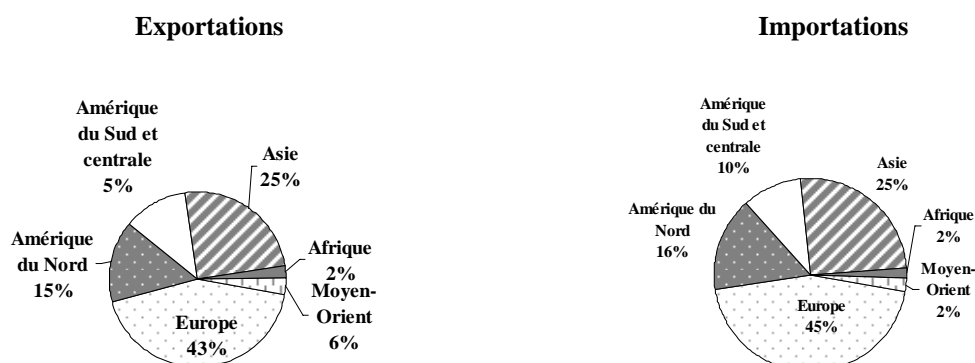 Exportations
Amérique
du Sud et
centrale
5%
Asie
25%
Afrique
2%
Moyen-
Orient
6%
Europe
43%
Amérique
du Nord
15%
Importations
Amérique
du Sud et
centrale
10%
Asie
25%
Afrique
2%
Moyen-
Orient
2%
Europe
45%
Amérique du
Nord
16%